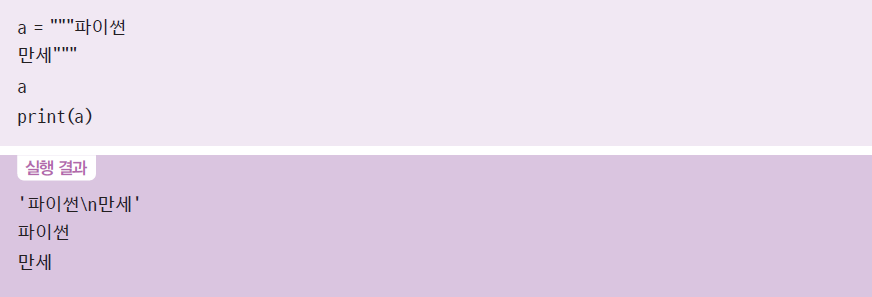 a = """파이썬
만세"""
a
print(a)
실행 결과
'파이썬\n만세'
파이썬
만세